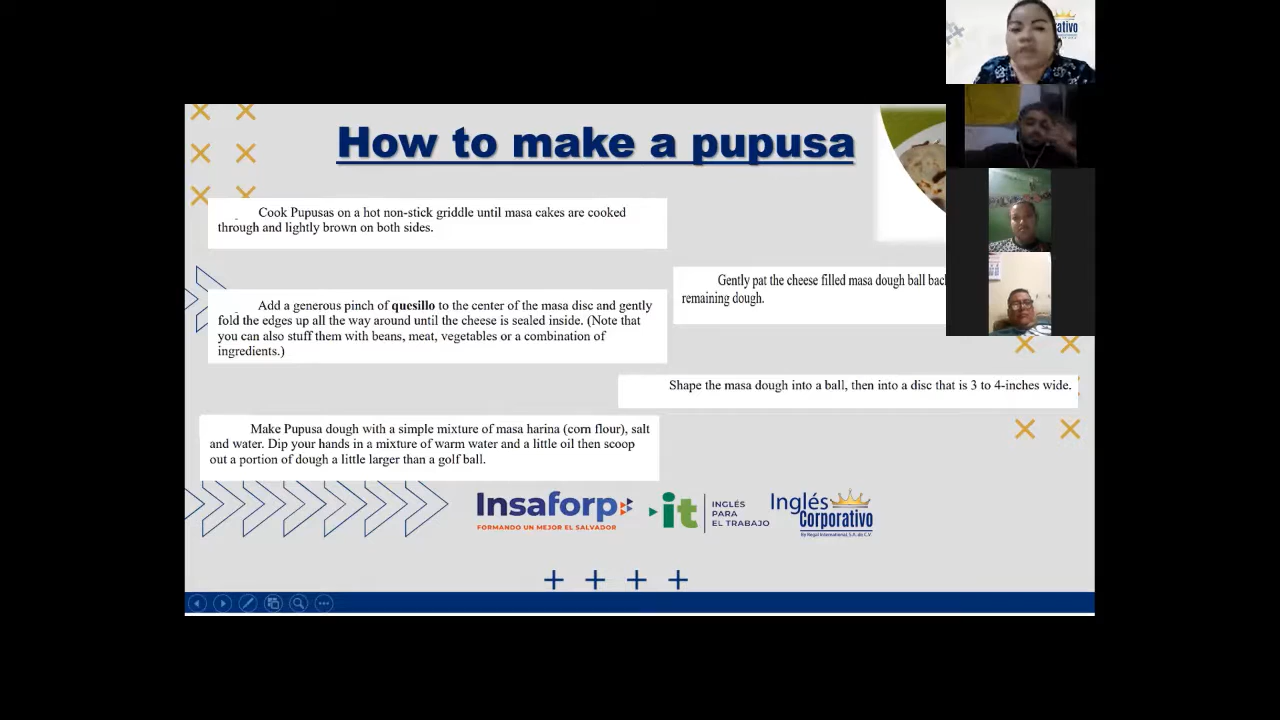 ativo
How to make a pupusa
Cook Pupusas on a hot non-stick griddle until masa cakes are cooked
through and lightly brown on both sides.
Gently pat the cheese filled masa dough ball
remaining dough.
Add a generous pinch of quesillo to the center of the masa disc and gently
fold the edges up all the way around until the cheese is sealed inside. (Note that
you can also stuff them with beans, meat, vegetables or a combination of
ingredients.)
Shape the masa dough into a ball, then into a disc that is 3 to 4-inches wide.
Make Pupusa dough with a simple mixture of masa harina (corn flour), salt
and water. Dip your hands in a mixture of warm water and a little oil then scoop
out a portion of dough a little larger than a golf ball.
Insaforp
FORMANDO UN MEJOR EL SALVADOR
it
INGLÉS
PARA
EL TRABAJO
Inglés
Corporativo
By Regal International, S.A. de C.V.